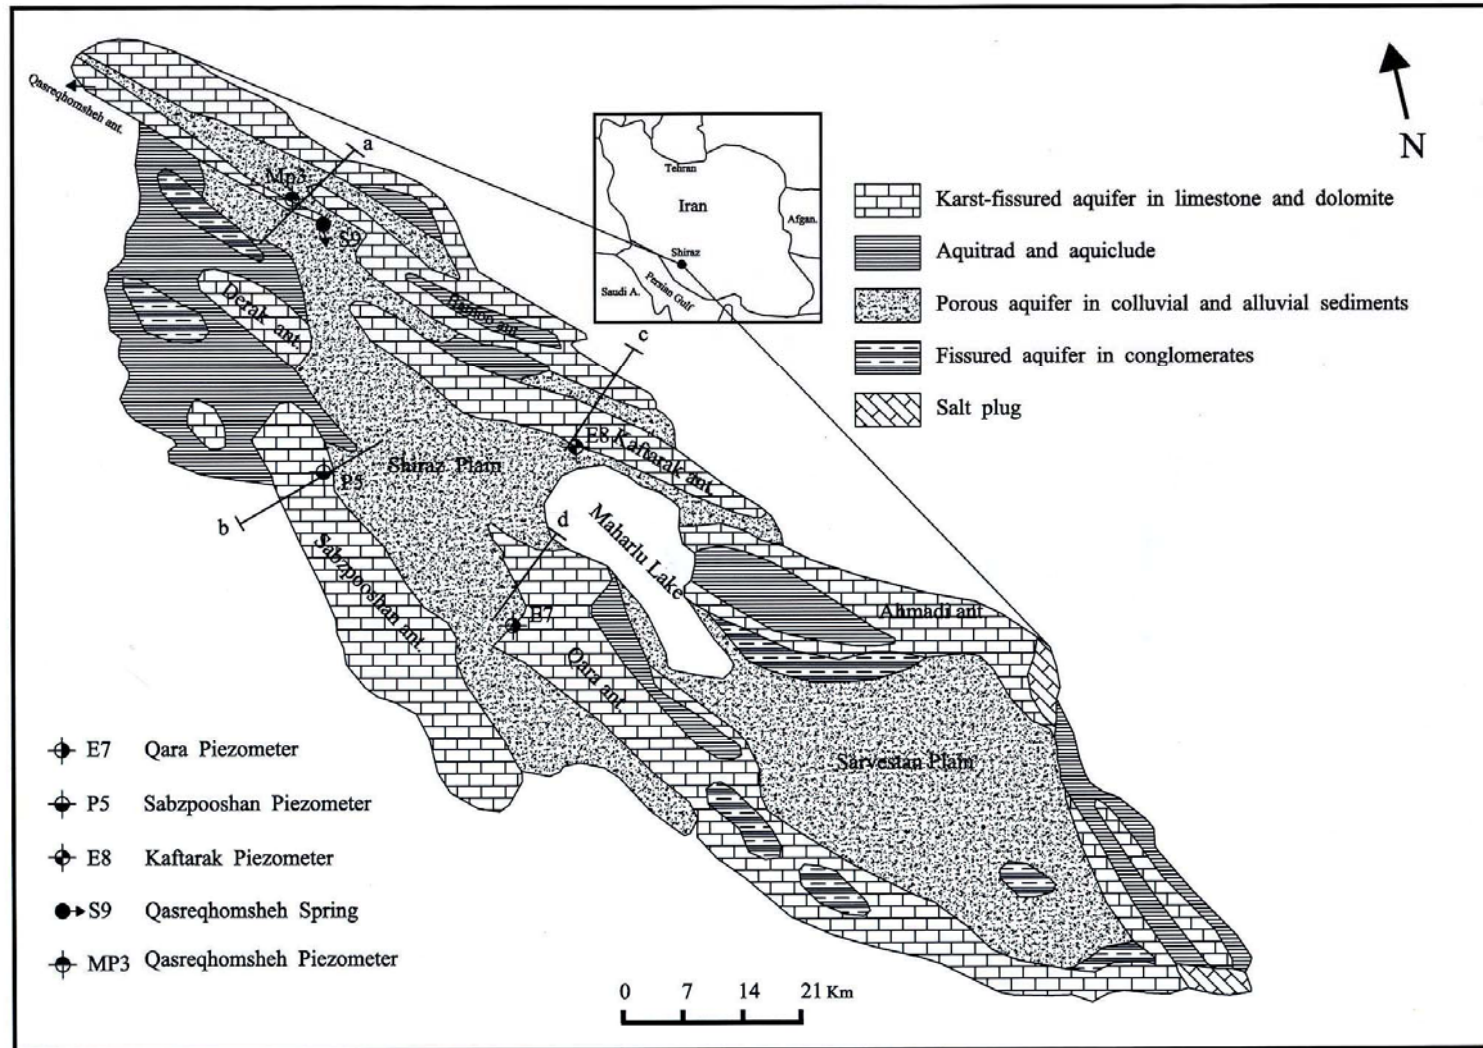 Qasreqhomsheh ant.
a
Mp3
S9
Derak ant.
Tehran
Iran
Afgan.
Shiraz
Saudi A.
Persian Gulf
N
Karst-fissured aquifer in limestone and dolomite
Aquitrad and aquiclude
Porous aquifer in colluvial and alluvial sediments
Fissured aquifer in conglomerates
Salt plug
c
E8
Kaftarak ant.
Shiraz Plain
P5
b
d
Maharlu Lake
Sabzpooshan ant.
E7
Qara ant.
Ahmadi ant
Sarvestan Plain
E7 Qara Piezometer
P5 Sabzpooshan Piezometer
E8 Kaftarak Piezometer
S9 Qasreqhomsheh Spring
MP3 Qasreqhomsheh Piezometer
0 7 14 21 Km